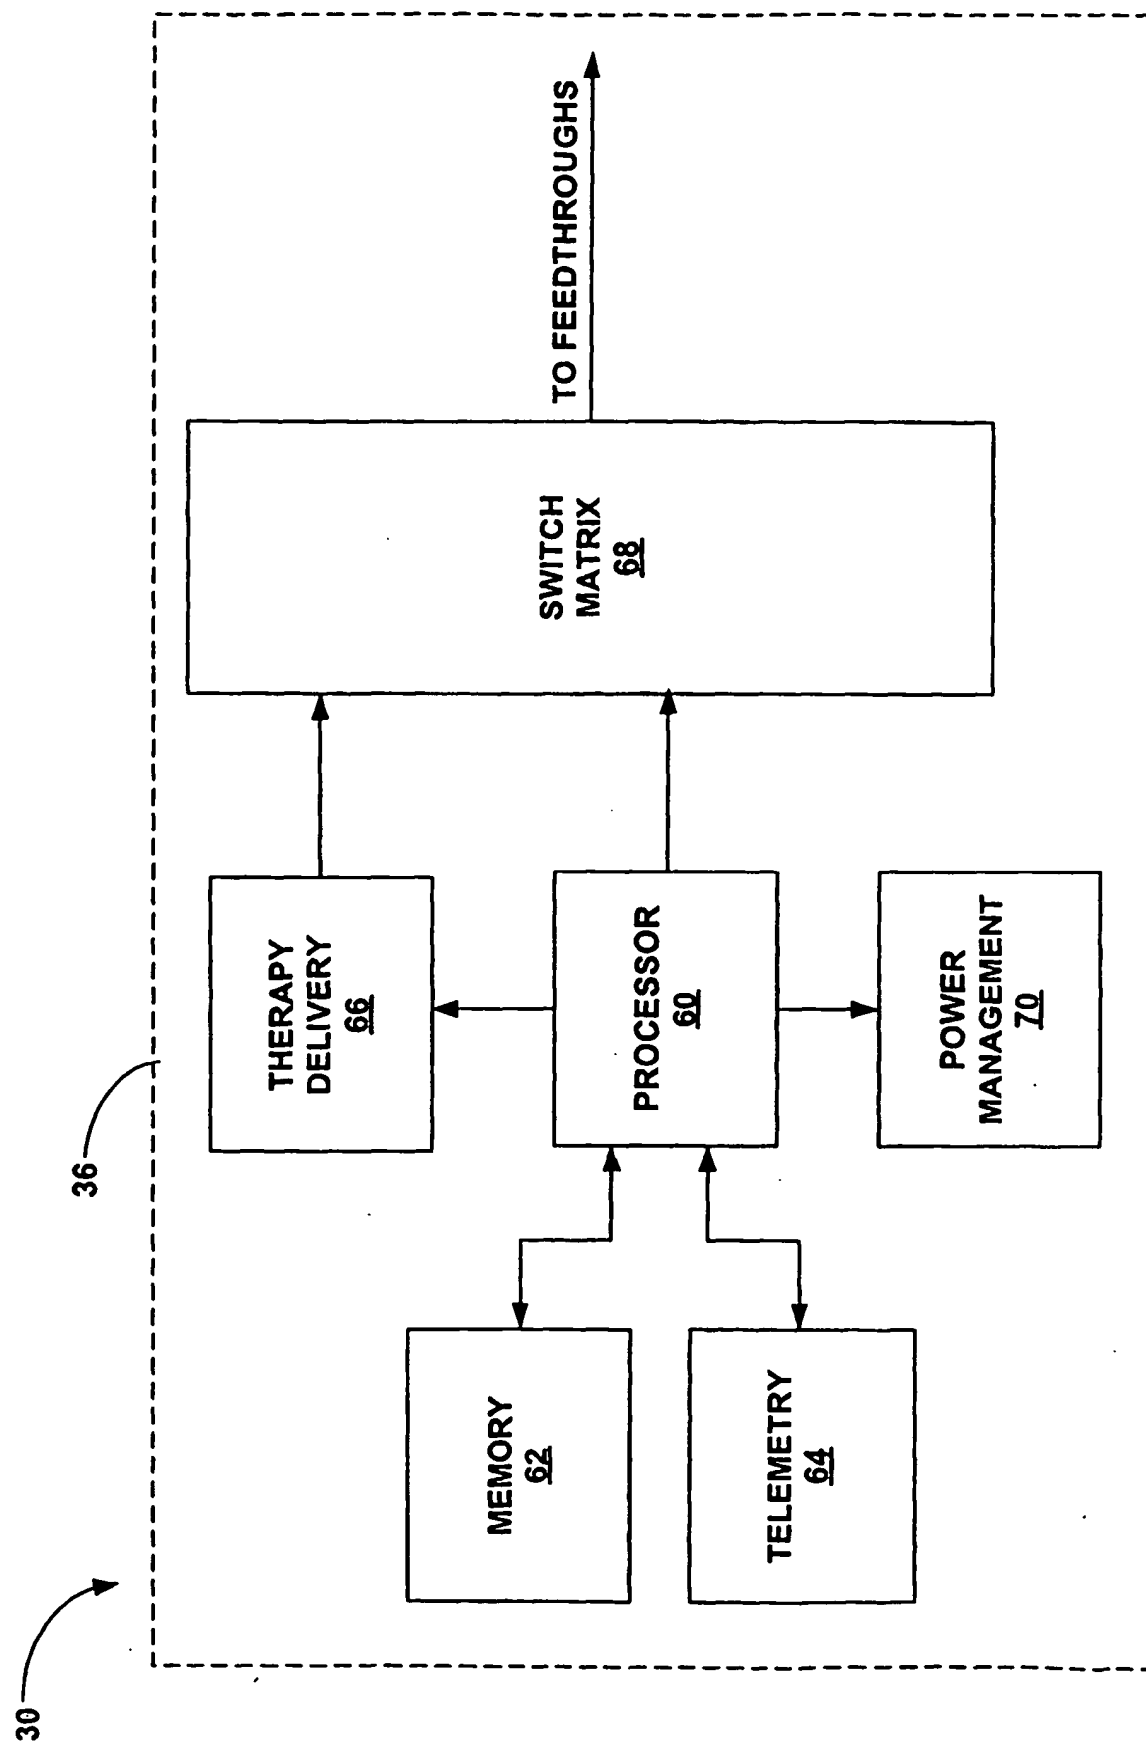 30
36
THERAPY
DELIVERY
66
SWITCH
MATRIX
68
TO FEEDTHROUGHS
MEMORY
62
PROCESSOR
60
TELEMETRY
64
POWER
MANAGEMENT
70